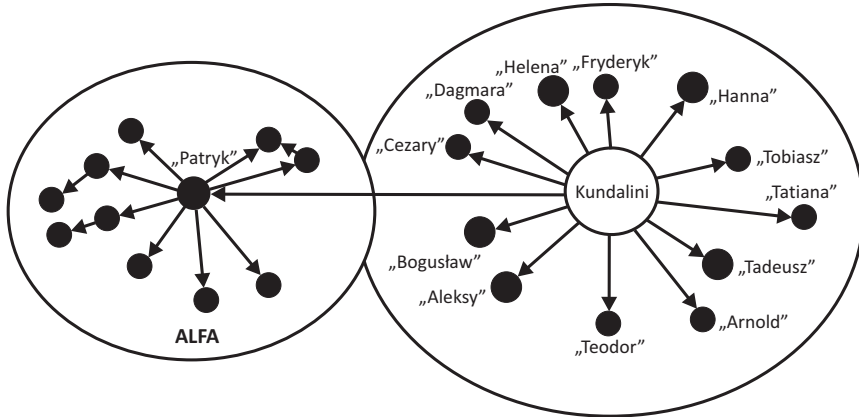 „Helena”
„Fryderyk”
„Dagmara”
„Hanna”
„Cezary”
„Patryk”
„Tobiasz”
Kundalini
„Tatiana”
„Bogusław”
„Tadeusz”
„Aleksy”
„Arnold”
ALFA
„Teodor”